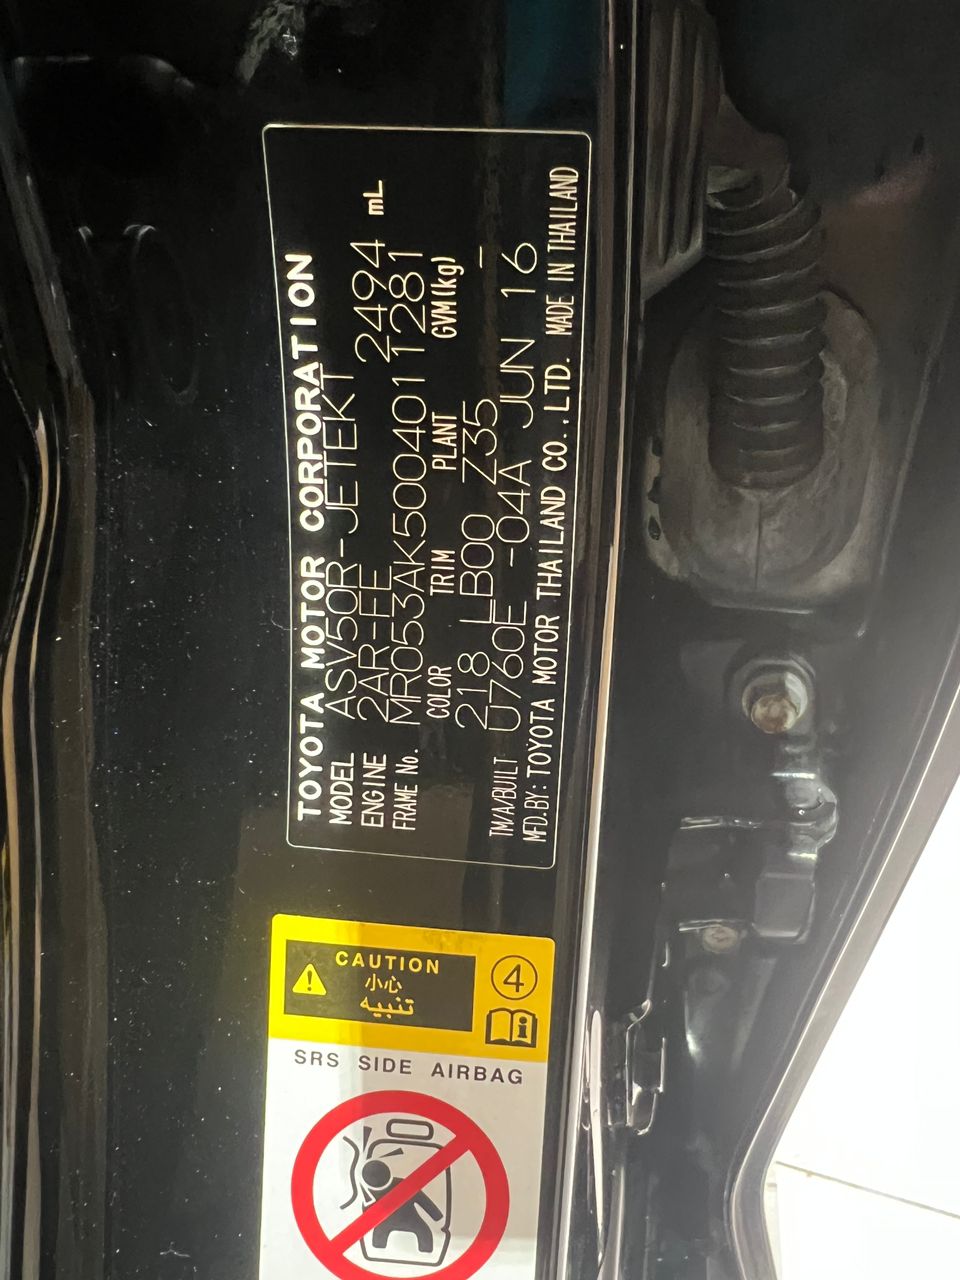 TOYOTA MOTOR CORPORATION
MODEL ASV50R-JETEKT
ENGINE 2AR-FE 2494 mL
FRAME No. MR053AK5004011281
COLOR TRIM PLANT GVM(kg)
218 LB00 Z35 -
TM/A/BUILT U760E -04A JUN 16
MFD.BY: TOYOTA MOTOR THAILAND CO.,LTD. MADE IN THAILAND
CAUTION
小心
تنبيه
4
SRS SIDE AIRBAG